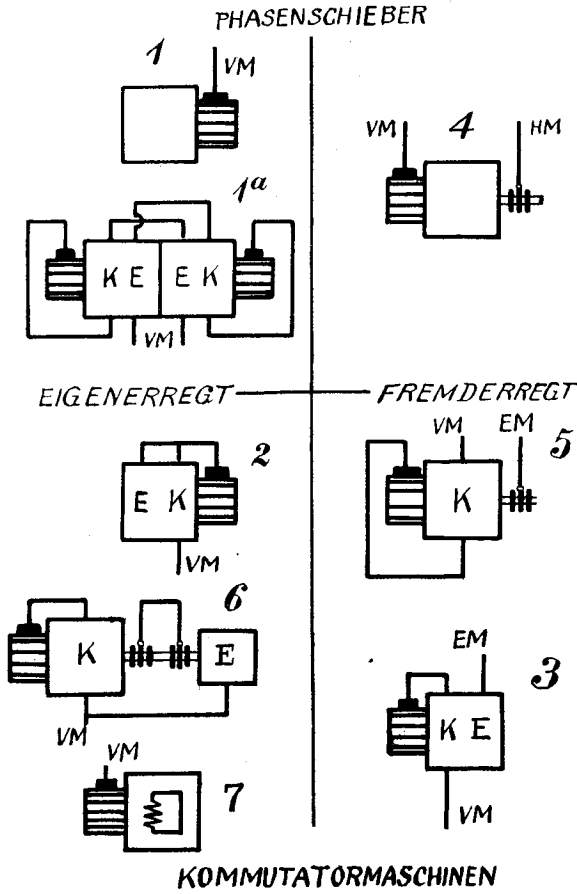 PHASENSCHIEBER
1
VM
VM
4
HM
1a
K E
E K
VM
EIGENERREGT
FREMDERREGT
2
E K
VM
VM
EM
5
K
6
K
E
VM
EM
3
K E
VM
VM
7
KOMMUTATORMASCHINEN